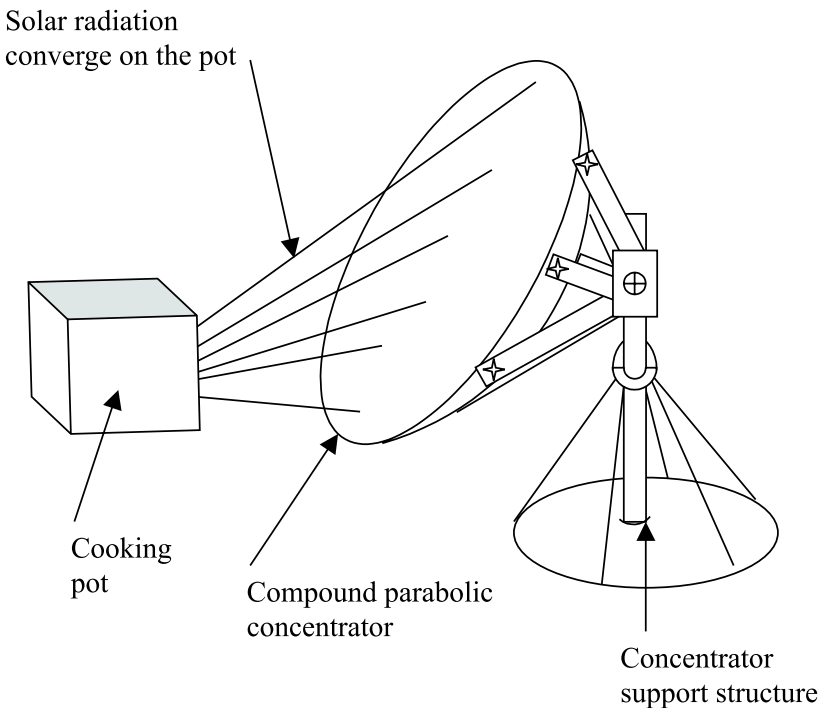 Solar radiation
converge on the pot
Cooking
pot
Compound parabolic
concentrator
Concentrator
support structure